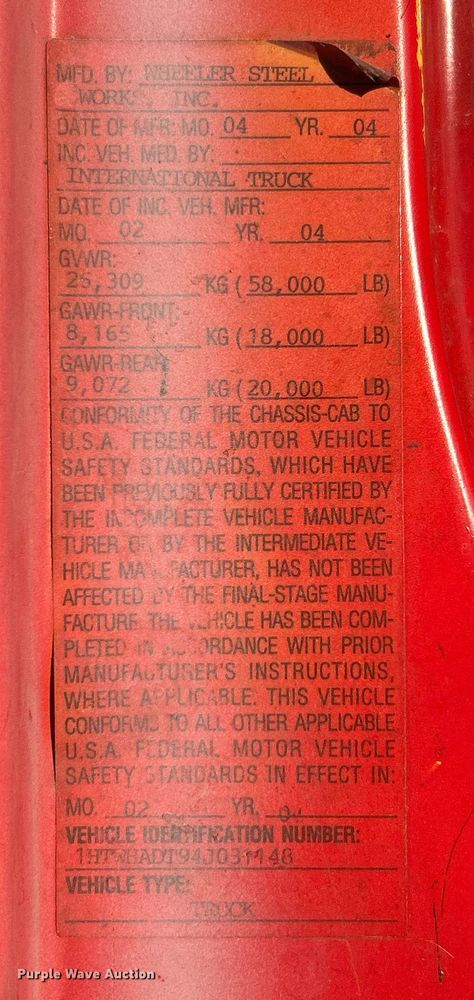 MFD. BY: WHEELER STEEL
WORKS, INC.
DATE OF MFR: MO. 04 YR. 04
INC. VEH. MFD. BY:
INTERNATIONAL TRUCK
DATE OF INC. VEH. MFR:
MO. 02 YR. 04
GVWR:
26,309 KG (58,000 LB)
GAWR-FRONT:
8,165 KG (18,000 LB)
GAWR-REAR
9,072 KG (20,000 LB)
CONFORMITY OF THE CHASSIS-CAB TO
U.S.A. FEDERAL MOTOR VEHICLE
SAFETY STANDARDS, WHICH HAVE
BEEN PREVIOUSLY FULLY CERTIFIED BY
THE INCOMPLETE VEHICLE MANUFAC-
TURER OR BY THE INTERMEDIATE VE-
HICLE MANUFACTURER, HAS NOT BEEN
AFFECTED BY THE FINAL-STAGE MANU-
FACTURE THE VEHICLE HAS BEEN COM-
PLETED IN ACCORDANCE WITH PRIOR
MANUFACTURER'S INSTRUCTIONS,
WHERE APPLICABLE. THIS VEHICLE
CONFORMS TO ALL OTHER APPLICABLE
U.S.A. FEDERAL MOTOR VEHICLE
SAFETY STANDARDS IN EFFECT IN:
MO. 02 YR. 04
VEHICLE IDENTIFICATION NUMBER:
VEHICLE TYPE:
TRUCK
Purple Wave Auction